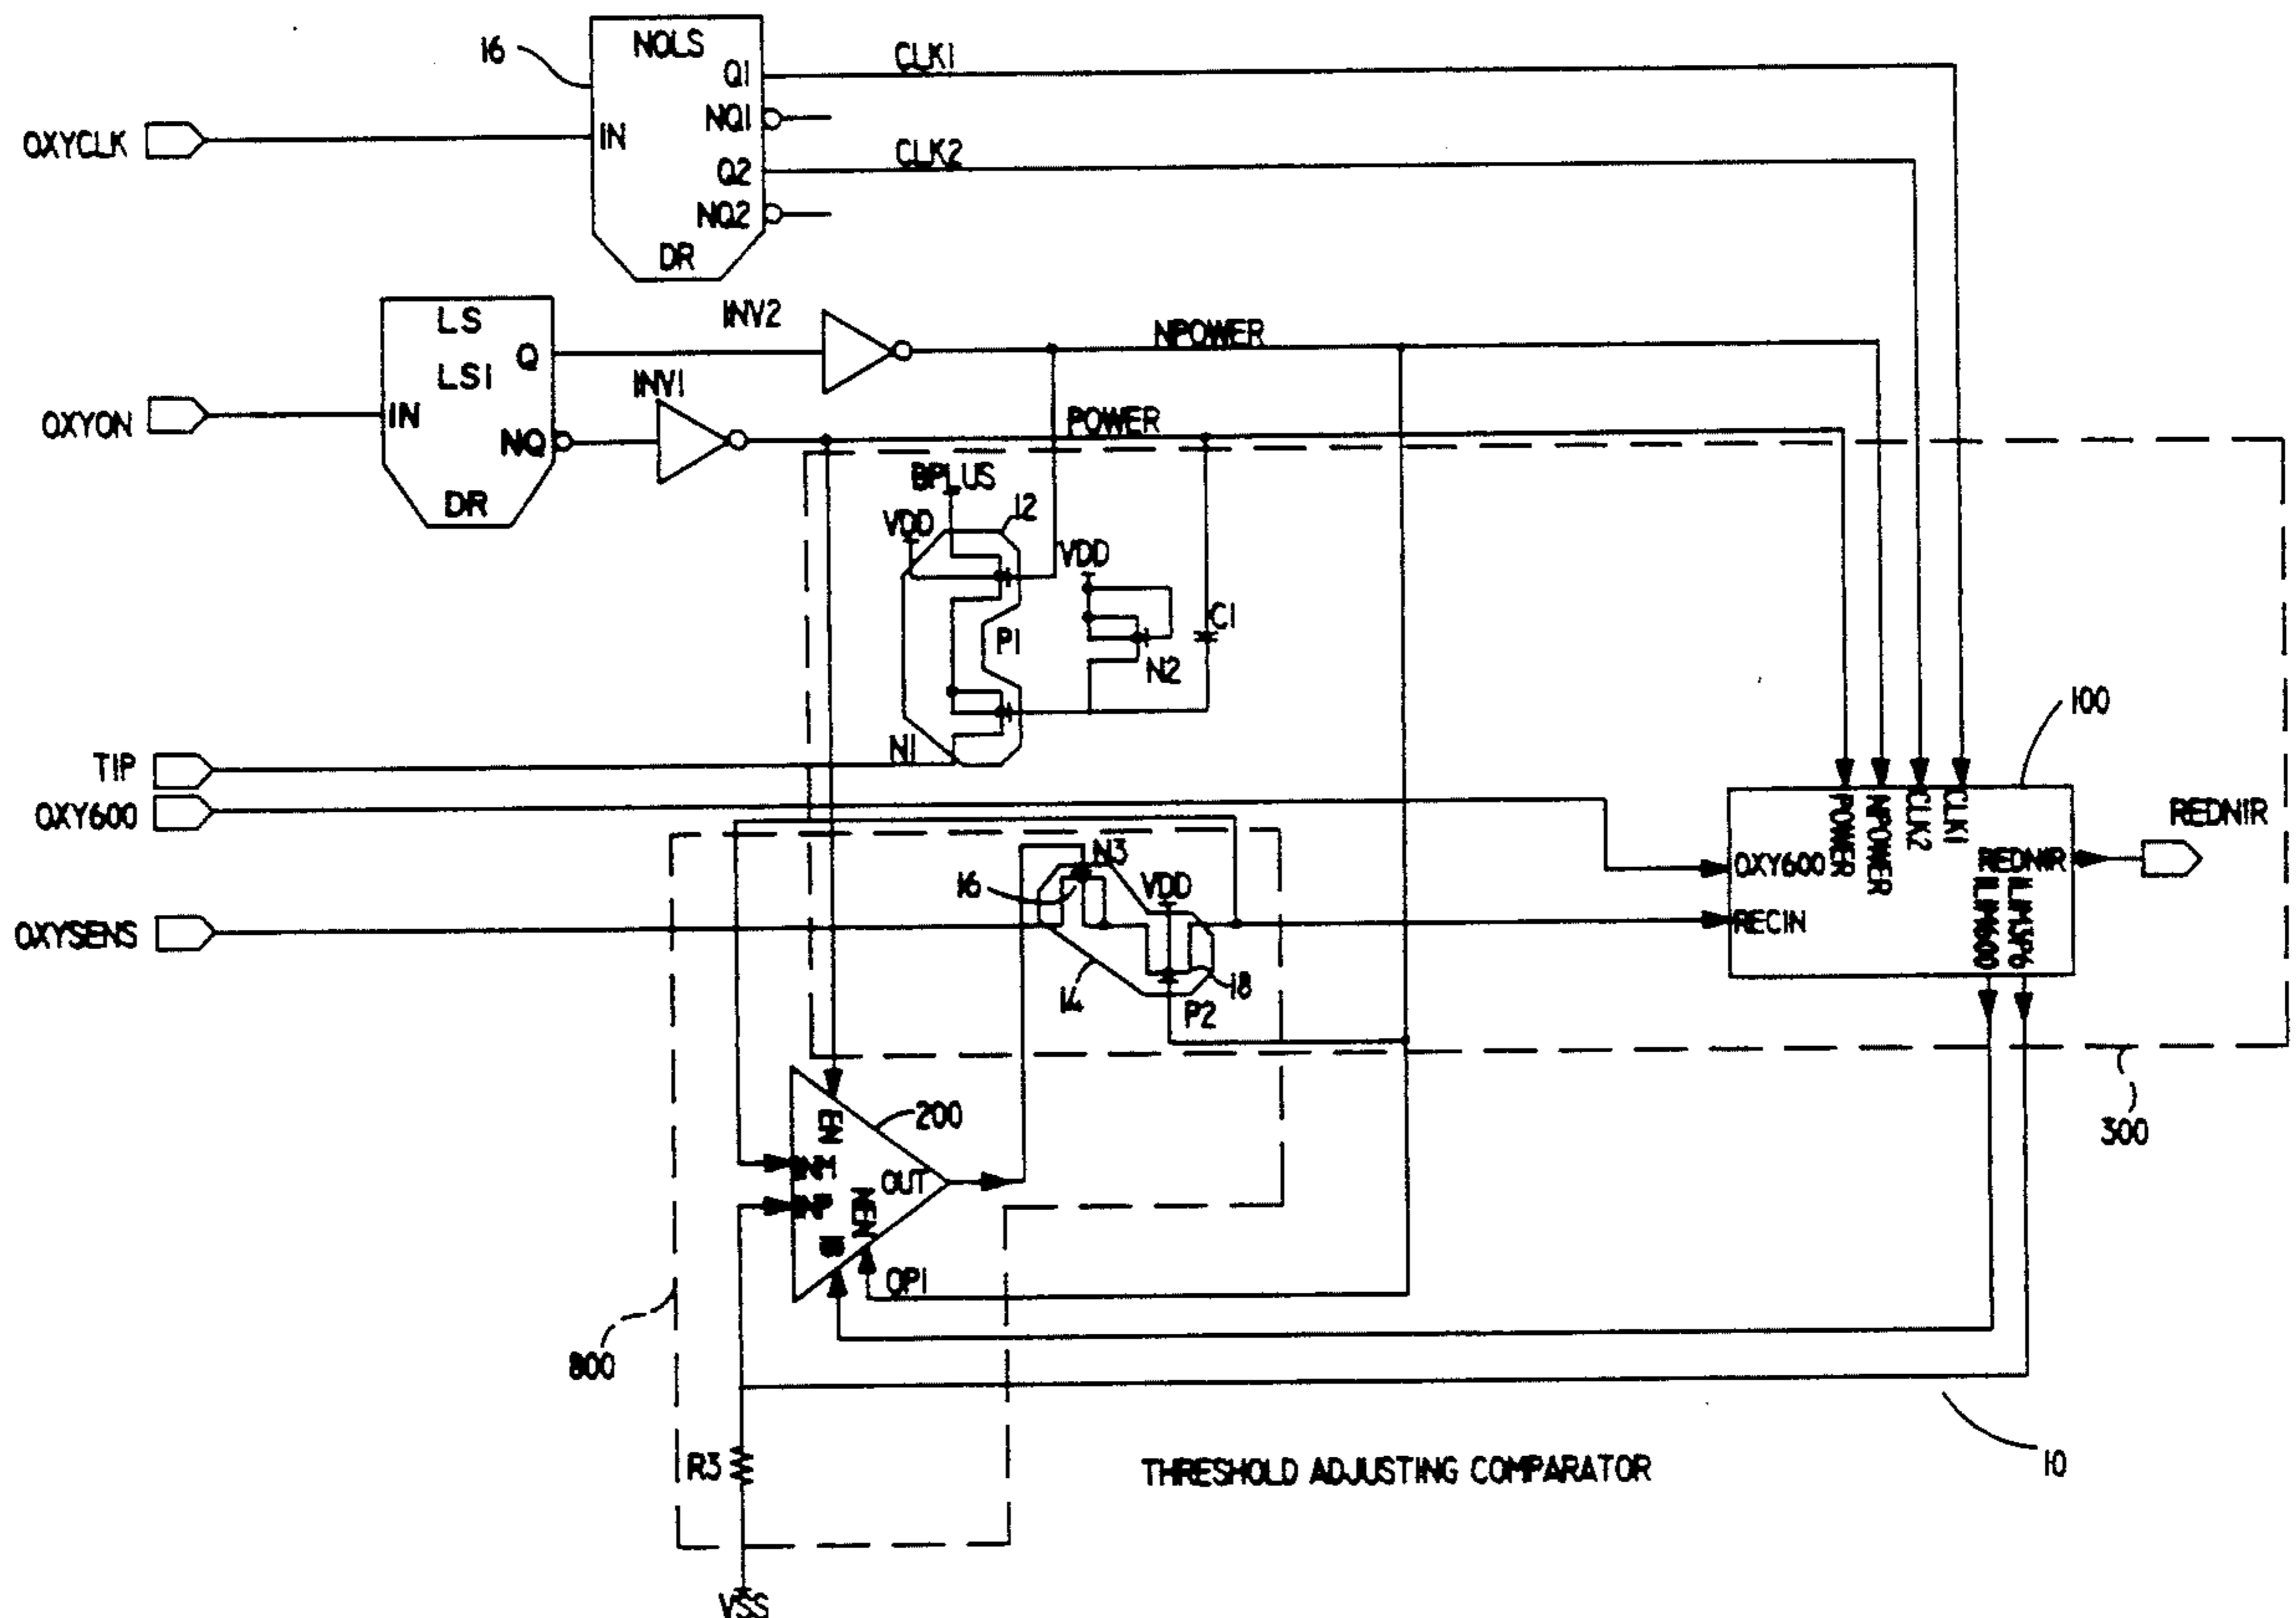 16
NOLS
Q1
CLK1
NQ1
OXYCLK
IN
Q2
CLK2
NQ2
DR
LS
LS1
Q
INV2
NPOWER
INV1
OXYON
IN
NQ
POWER
DR
BPLUS
VDD
12
VDD
P1
C1
N2
N1
100
TIP
OXY600
POWER
NPOWER
CLK2
CLK1
REDNIR
N3
16
VDD
OXY600
REDNIR
OXYSENS
RECIN
14
18
P2
EN
200
300
INM
OUT
INP
NEN
IB
OP1
800
R3
THRESHOLD ADJUSTING COMPARATOR
10
VSS